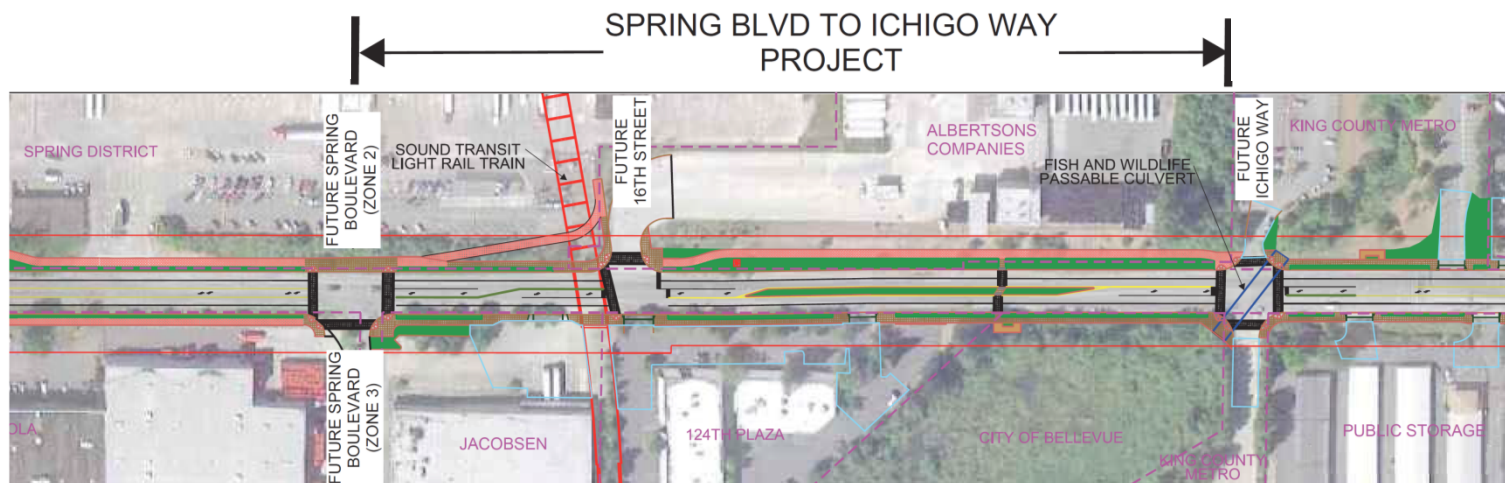 SPRING BLVD TO ICHIGO WAY
PROJECT
SPRING DISTRICT
FUTURE SPRING
BOULEVARD
(ZONE 2)
SOUND TRANSIT
LIGHT RAIL TRAIN
FUTURE
16TH STREET
ALBERTSONS
COMPANIES
FISH AND WILDLIFE
PASSABLE CULVERT
FUTURE
ICHIGO WAY
KING COUNTY METRO
OLA
FUTURE SPRING
BOULEVARD
(ZONE 3)
JACOBSEN
124TH PLAZA
CITY OF BELLEVUE
KING COUNTY
METRO
PUBLIC STORAGE